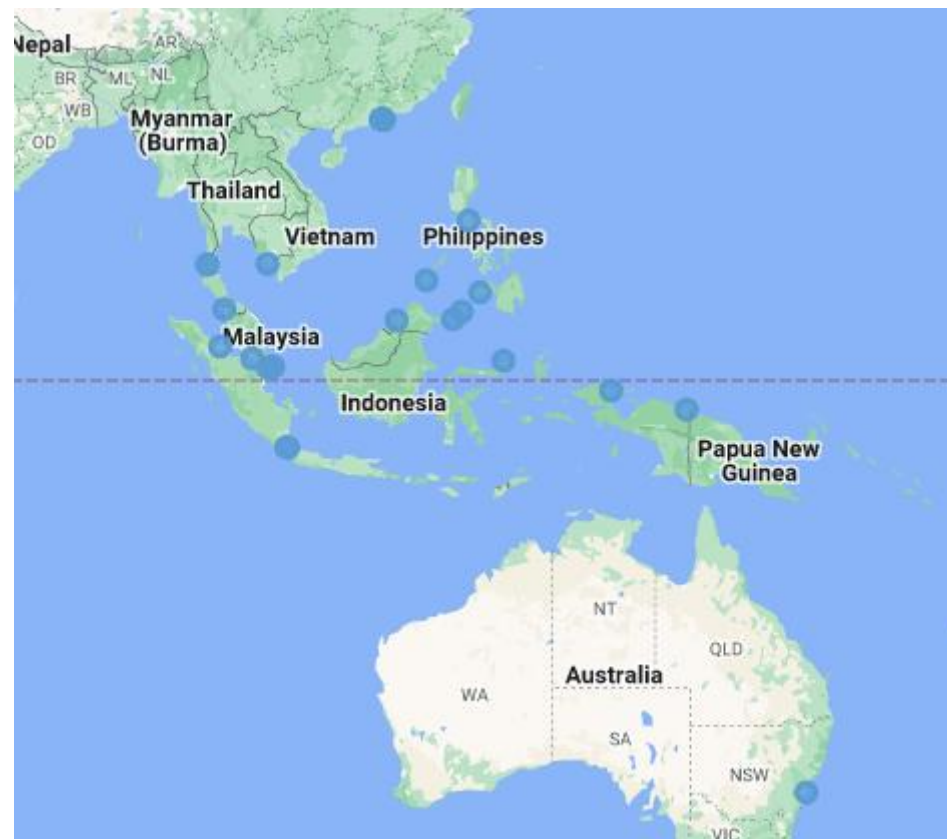 Nepal
AR
BR
ML
NL
WB
OD
Myanmar
(Burma)
Thailand
Vietnam
Philippines
Malaysia
Indonesia
Papua New
Guinea
NT
QLD
Australia
WA
SA
NSW
VIC